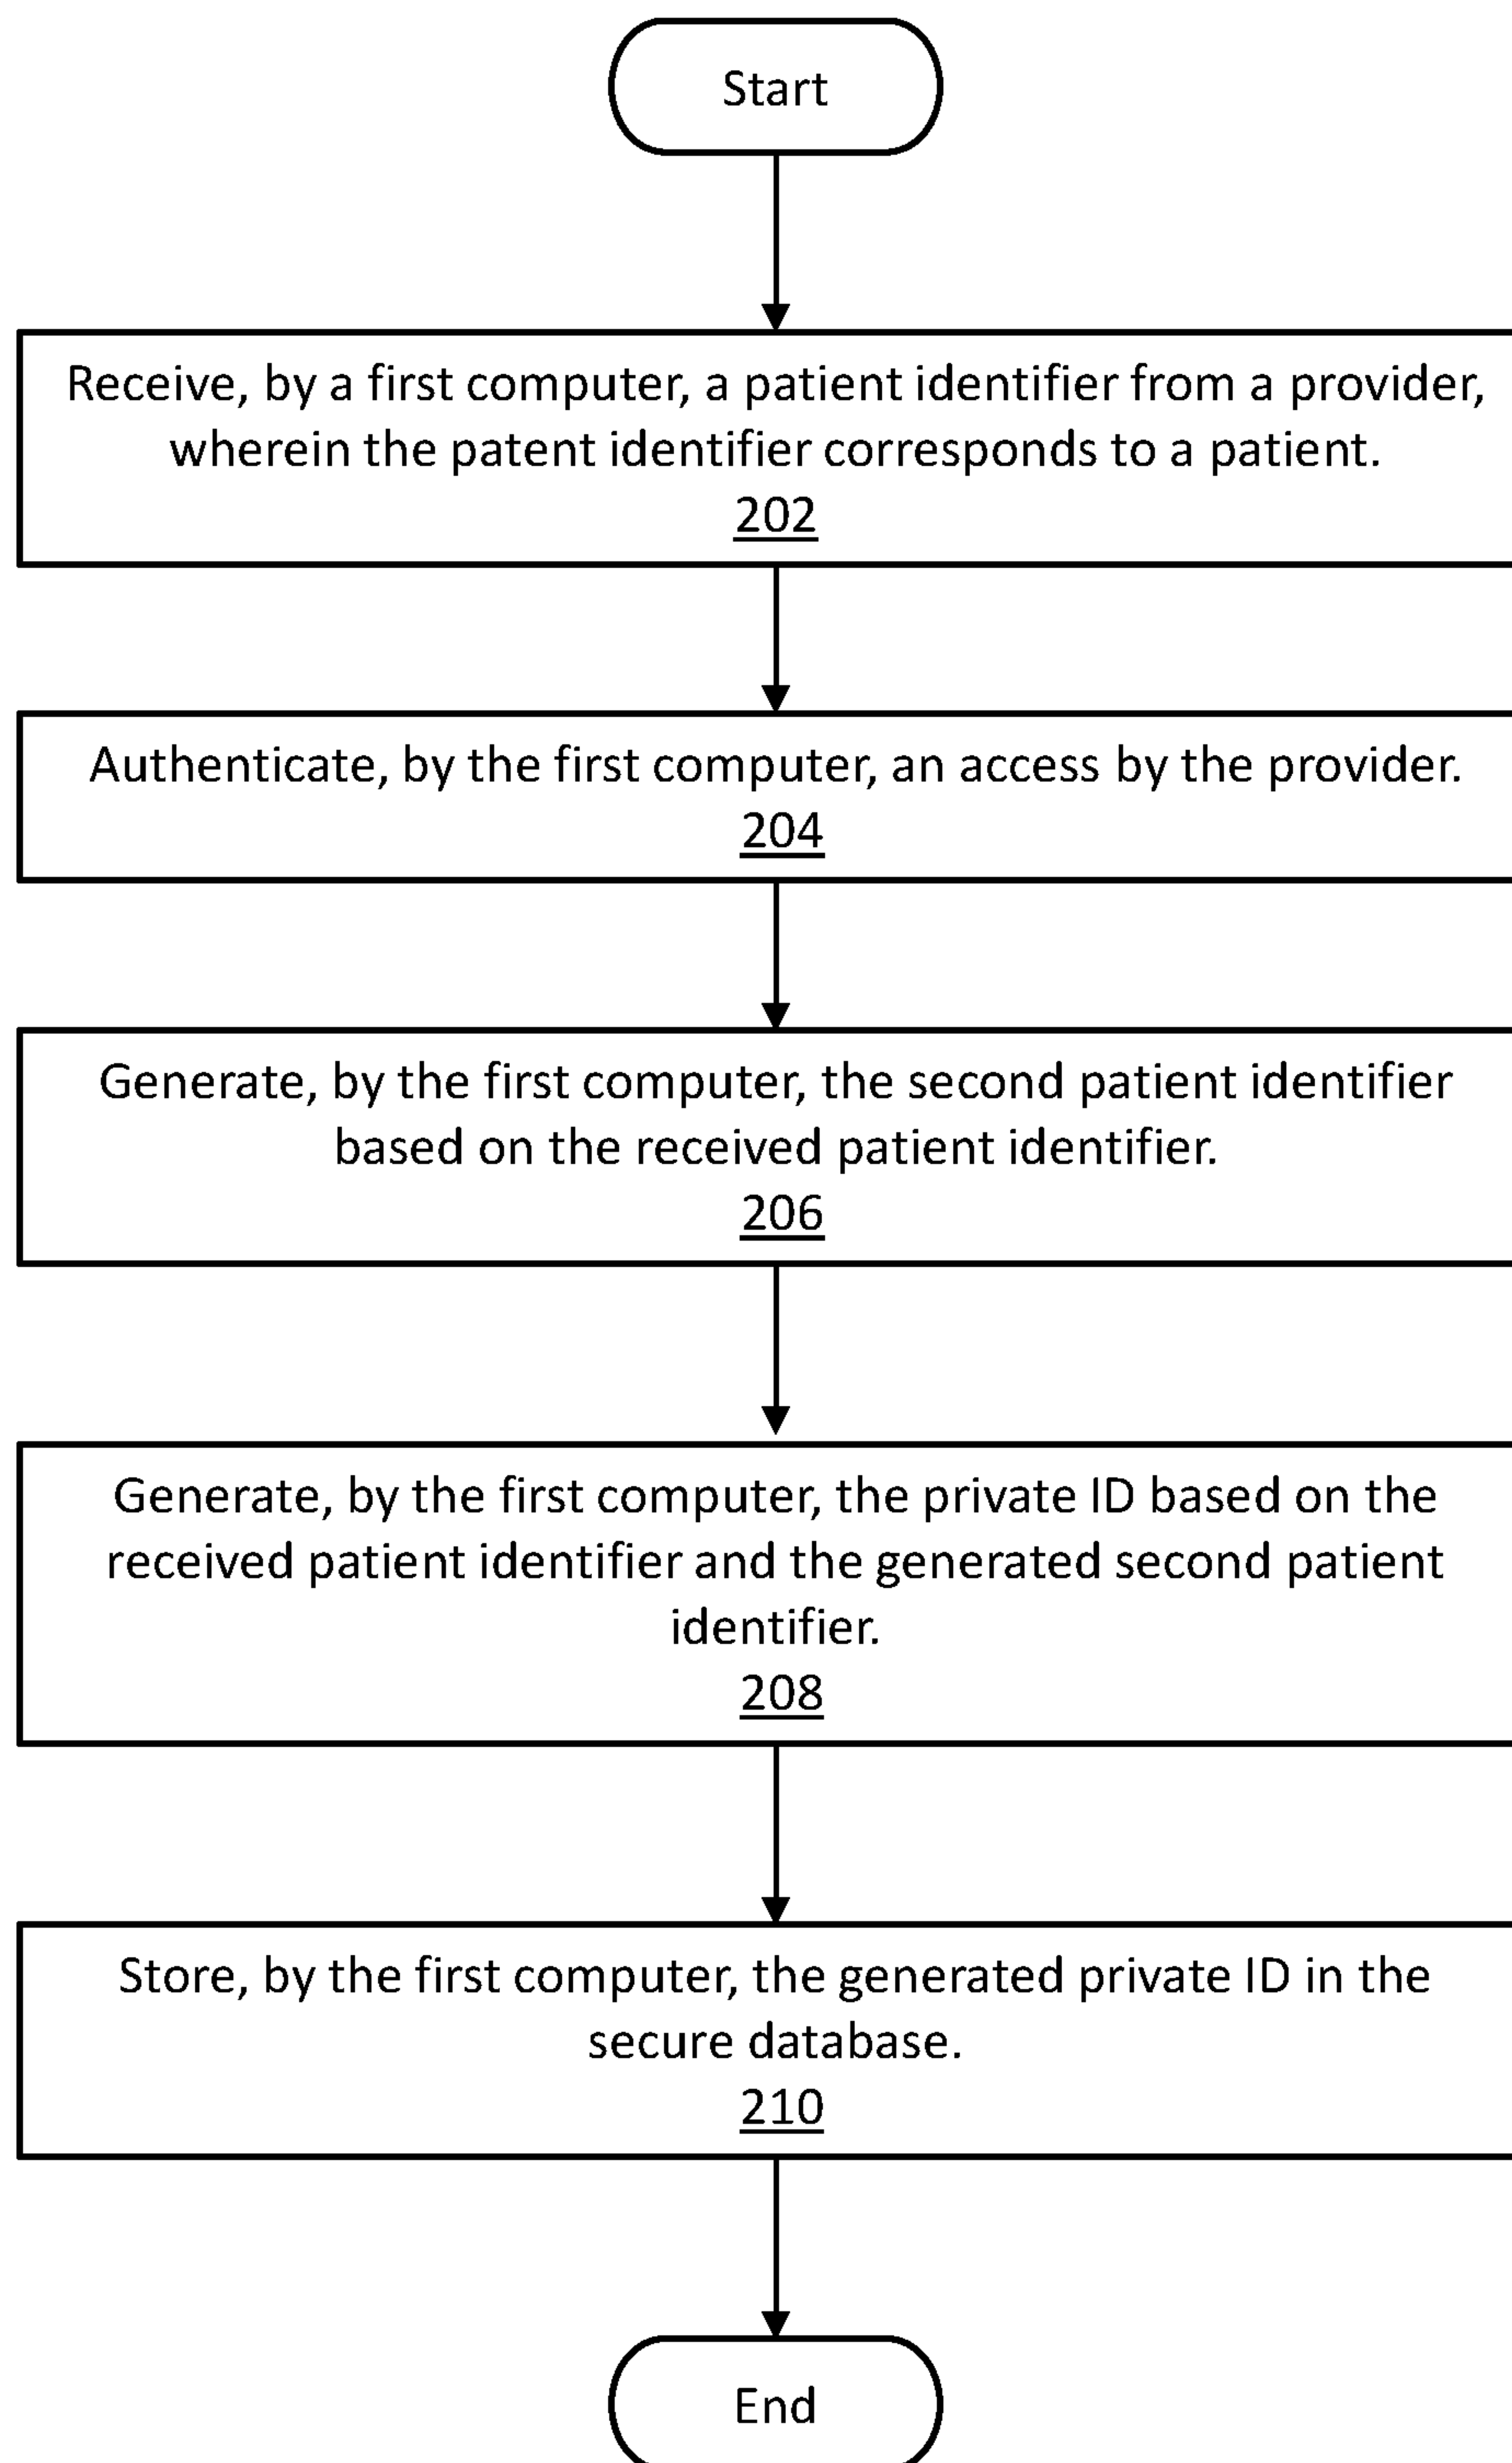 Start
Receive, by a first computer, a patient identifier from a provider,
wherein the patent identifier corresponds to a patient.
202
Authenticate, by the first computer, an access by the provider.
204
Generate, by the first computer, the second patient identifier
based on the received patient identifier.
206
Generate, by the first computer, the private ID based on the
received patient identifier and the generated second patient
identifier.
208
Store, by the first computer, the generated private ID in the
secure database.
210
End